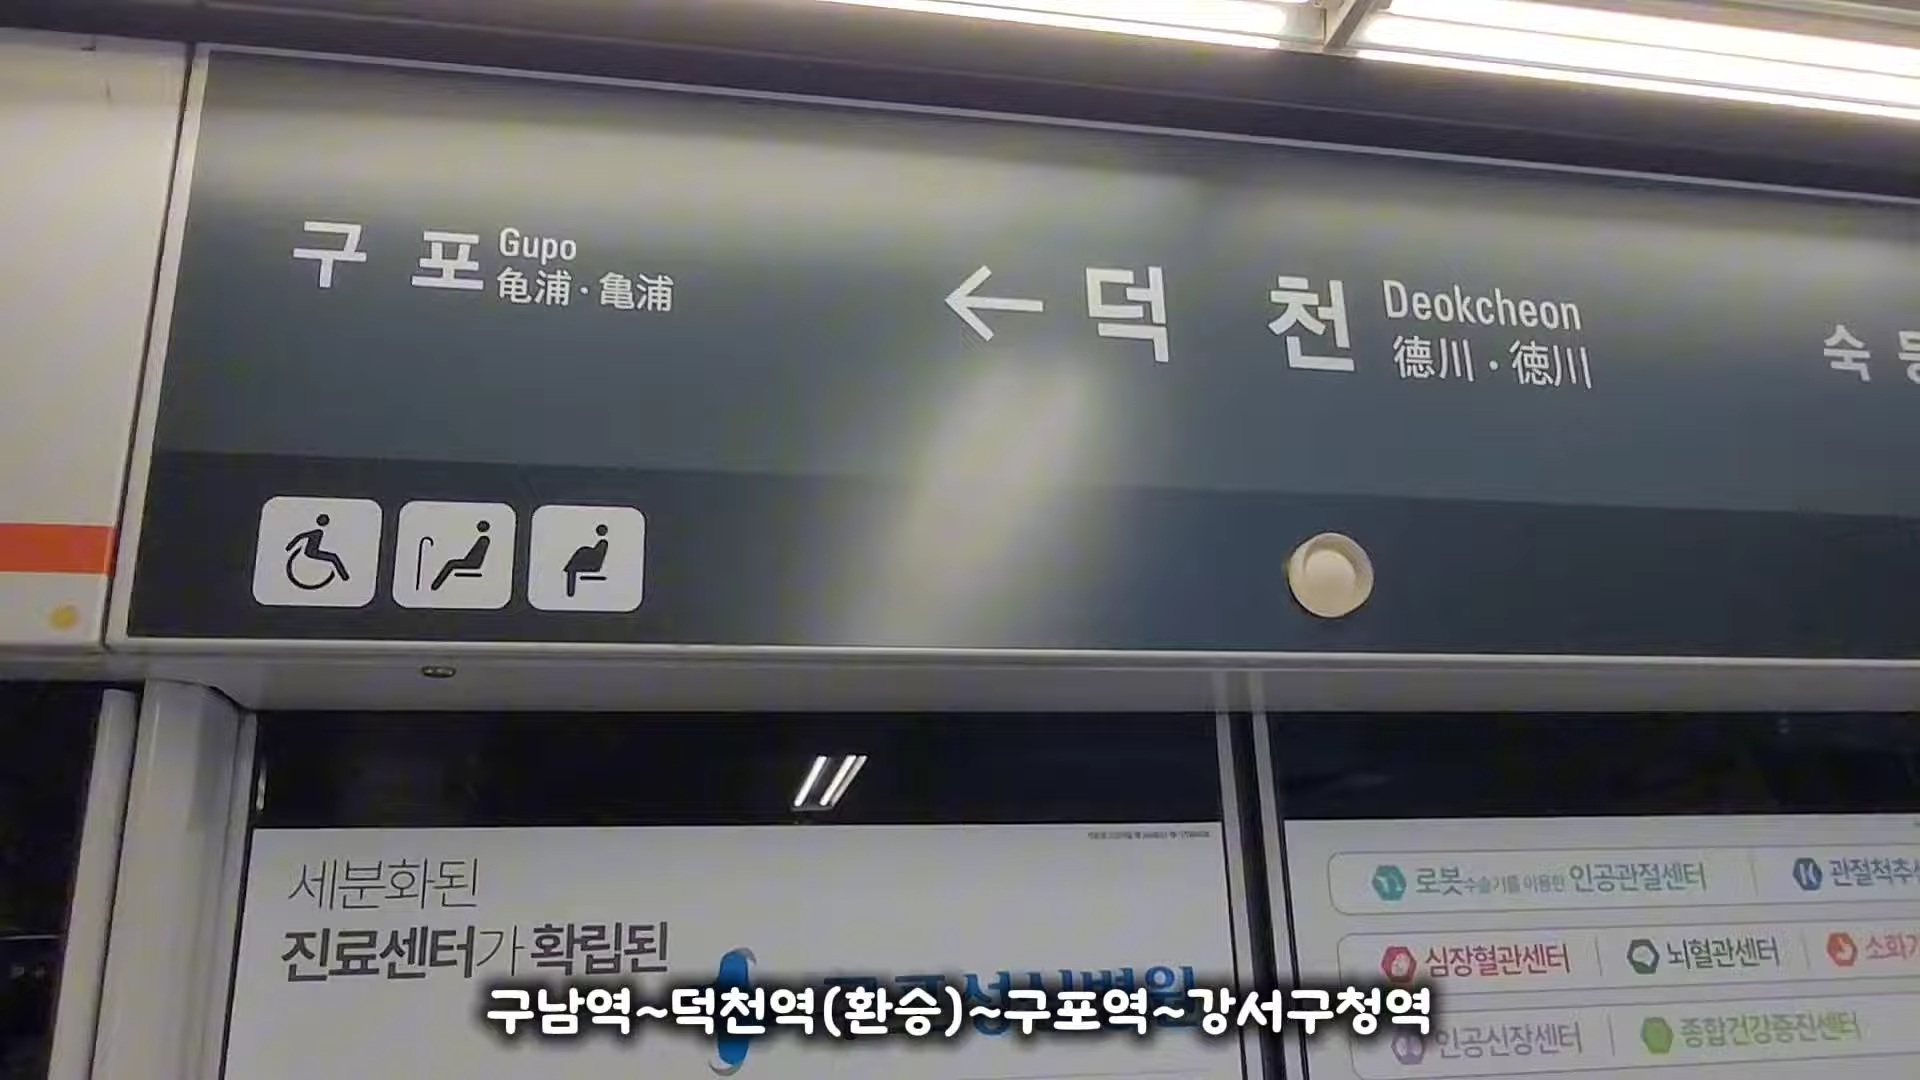 구포 Gupo
龟浦·亀浦
← 덕천 Deokcheon
德川·徳川
숙
세분화된
진료센터가 확립된
로봇수술기를 이용한 인공관절센터
관절척추
심장혈관센터
뇌혈관센터
소화기
인공신장센터
종합건강증진센터
구남역~덕천역(환승)~구포역~강서구청역